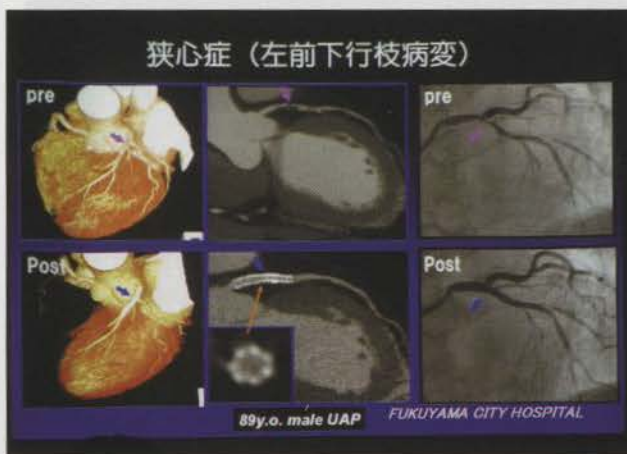 狭心症（左前下行枝病変）
pre
pre
Post
Post
89y.o. male UAP
FUKUYAMA CITY HOSPITAL